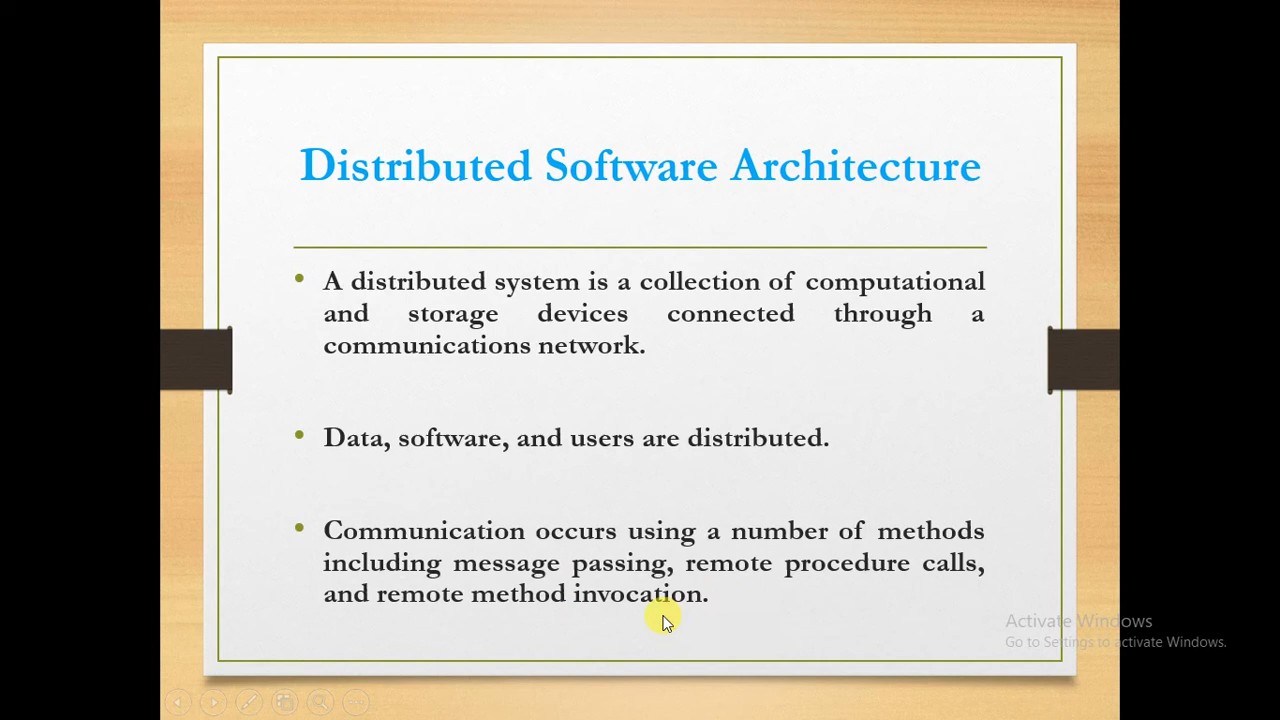 Distributed Software Architecture
• A distributed system is a collection of computational
and storage devices connected through a
communications network.
• Data, software, and users are distributed.
• Communication occurs using a number of methods
including message passing, remote procedure calls,
and remote method invocation.
Activate Windows
Go to Settings to activate Windows.